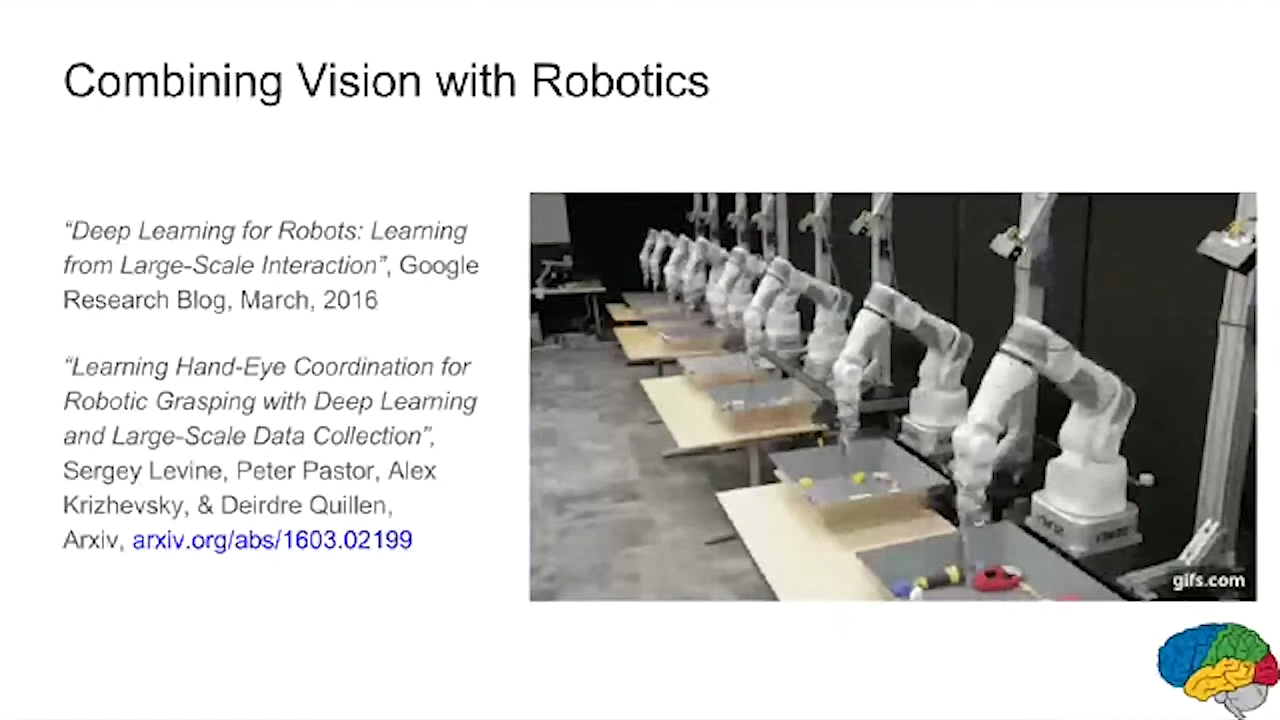 Combining Vision with Robotics
“Deep Learning for Robots: Learning
from Large-Scale Interaction”, Google
Research Blog, March, 2016
“Learning Hand-Eye Coordination for
Robotic Grasping with Deep Learning
and Large-Scale Data Collection”,
Sergey Levine, Peter Pastor, Alex
Krizhevsky, & Deirdre Quillen,
Arxiv, arxiv.org/abs/1603.02199
gifs.com